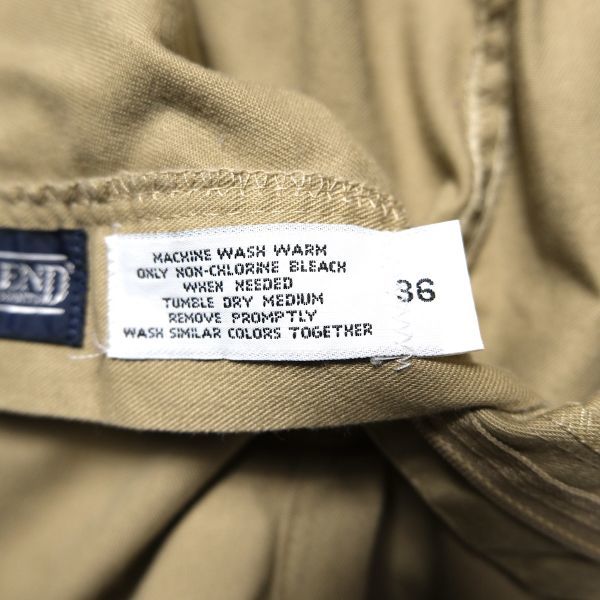 END
MACHINE WASH WARM
ONLY NON-CHLORINE BLEACH
WHEN NEEDED
TUMBLE DRY MEDIUM
REMOVE PROMPTLY
WASH SIMILAR COLORS TOGETHER
36